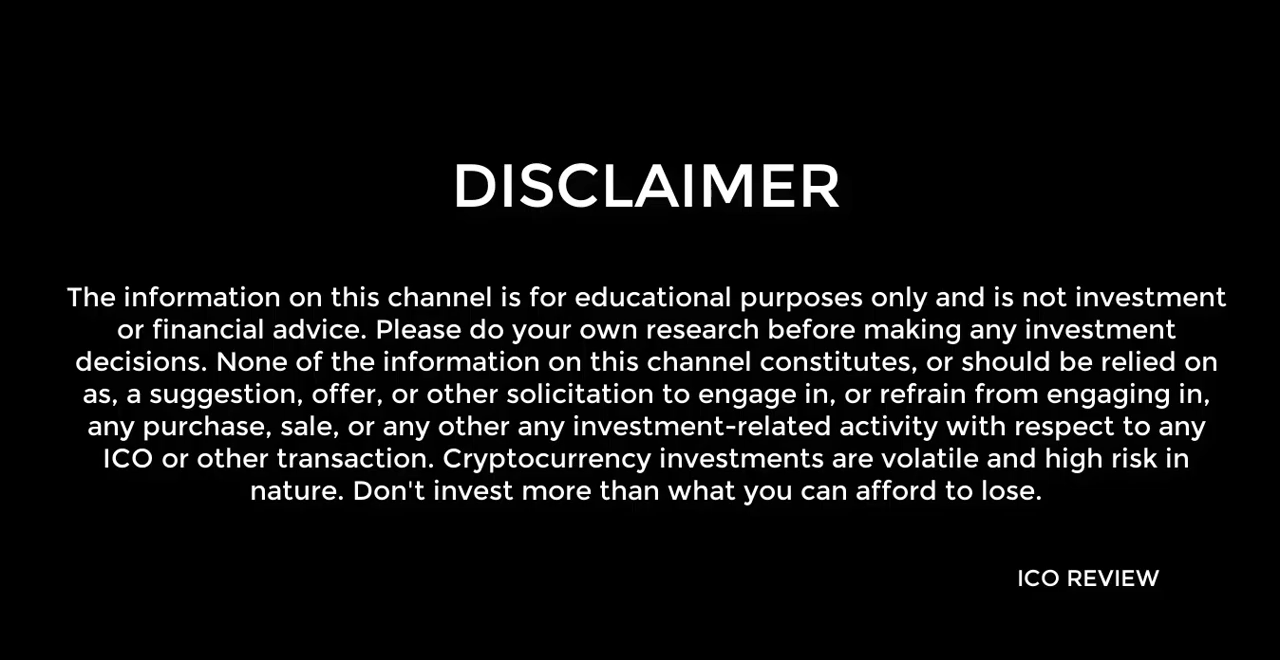 DISCLAIMER
The information on this channel is for educational purposes only and is not investment
or financial advice. Please do your own research before making any investment
decisions. None of the information on this channel constitutes, or should be relied on
as, a suggestion, offer, or other solicitation to engage in, or refrain from engaging in,
any purchase, sale, or any other any investment-related activity with respect to any
ICO or other transaction. Cryptocurrency investments are volatile and high risk in
nature. Don't invest more than what you can afford to lose.
ICO REVIEW